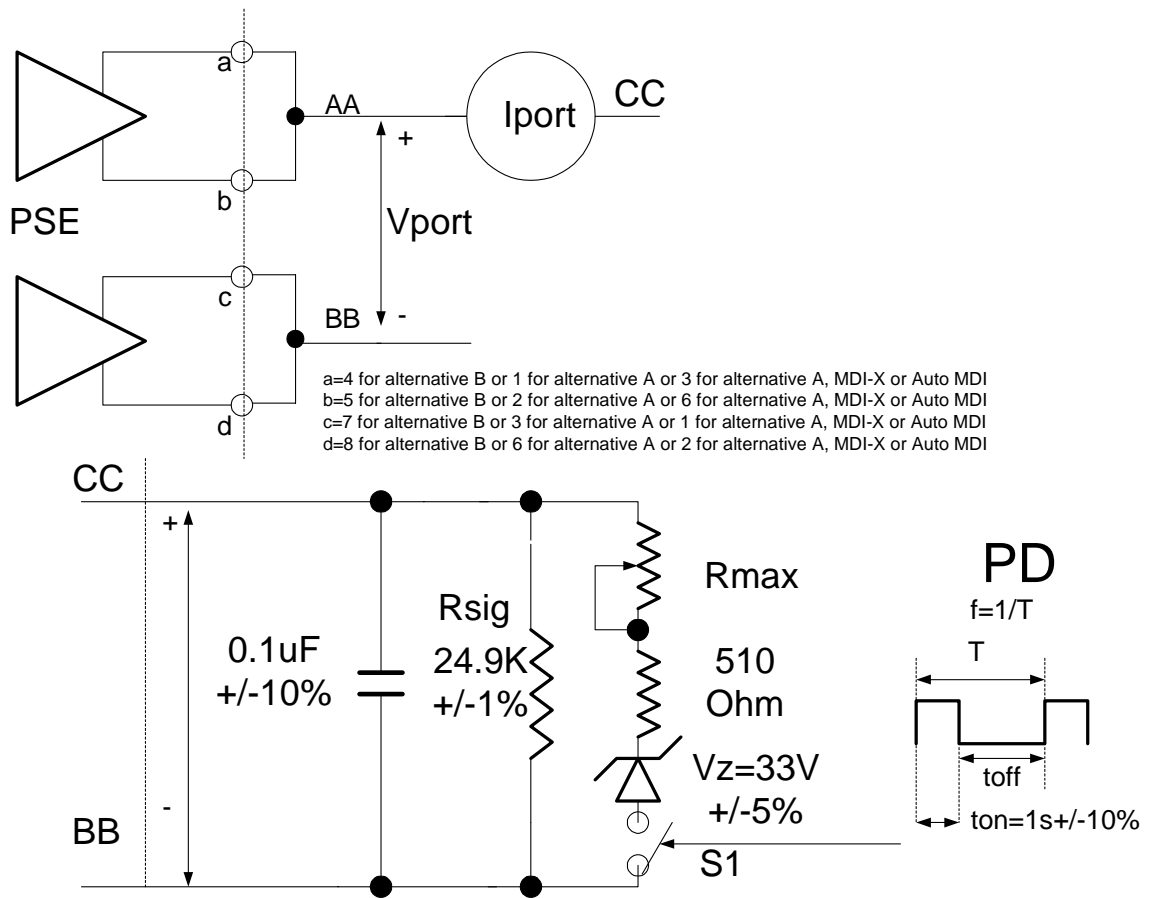 a
AA
Iport
CC
+
b
PSE
Vport
c
BB
-
d
a=4 for alternative B or 1 for alternative A or 3 for alternative A, MDI-X or Auto MDI
b=5 for alternative B or 2 for alternative A or 6 for alternative A, MDI-X or Auto MDI
c=7 for alternative B or 3 for alternative A or 1 for alternative A, MDI-X or Auto MDI
d=8 for alternative B or 6 for alternative A or 2 for alternative A, MDI-X or Auto MDI
CC
+
-
BB
0.1uF
+/-10%
Rsig
24.9K
+/-1%
Rmax
510
Ohm
Vz=33V
+/-5%
S1
PD
f=1/T
T
toff
ton=1s+/-10%